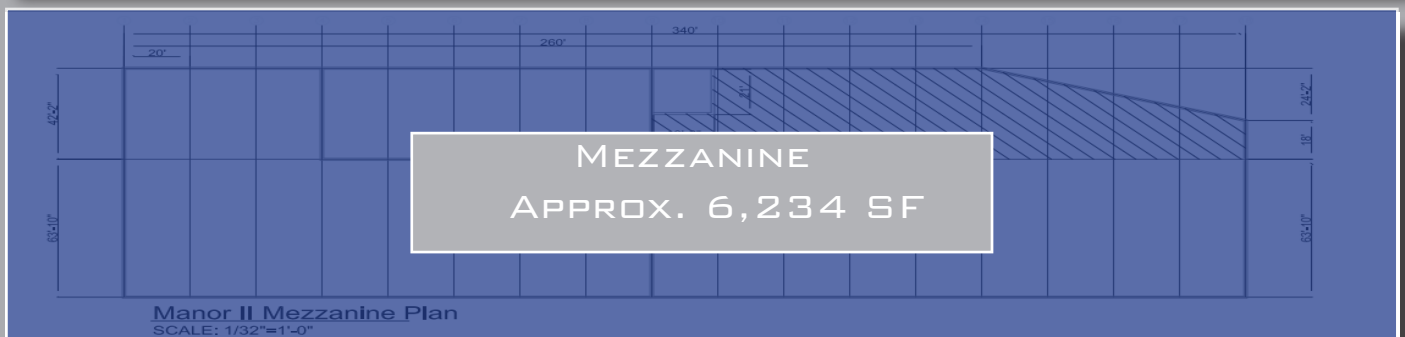 340'
260'
20'
21'
42'-2"
24'-2"
18'
Mezzanine
Approx. 6,234 SF
63'-10"
63'-10"
Manor II Mezzanine Plan
SCALE: 1/32"=1'-0"